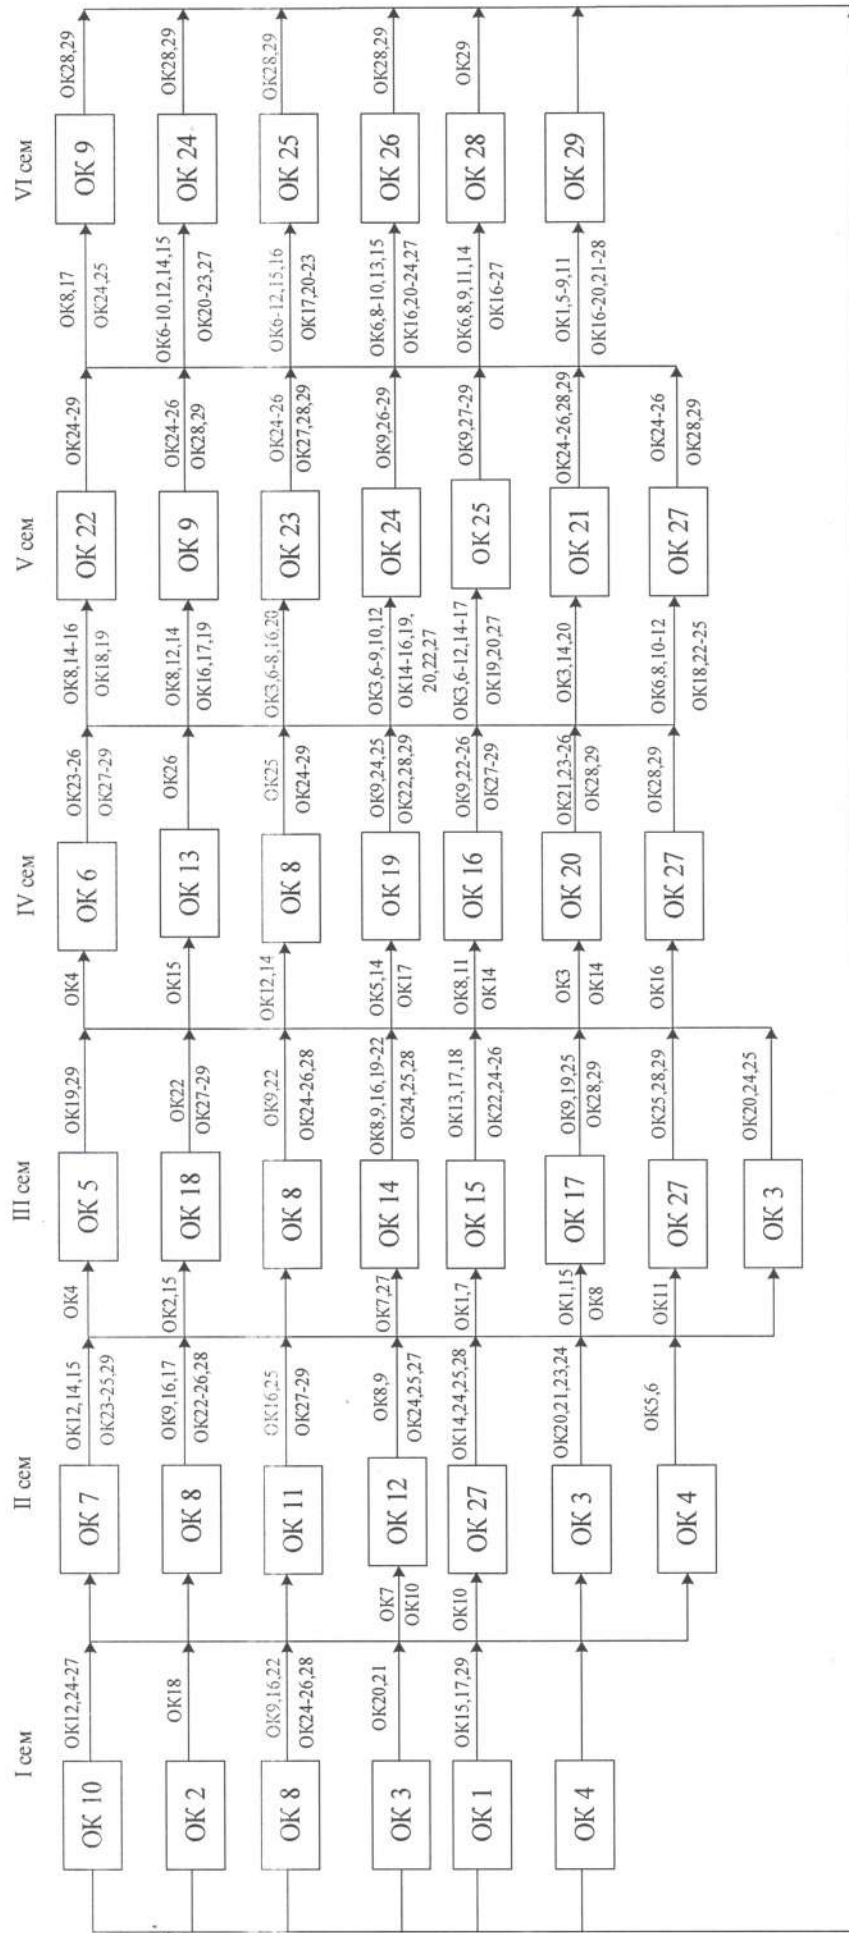 I сем
ОК 10
ОК12,24-27
ОК 2
ОК18
ОК 8
ОК9,16,22
ОК24-26,28
ОК 3
ОК20,21
ОК 1
ОК15,17,29
ОК 4
II сем
ОК 7
ОК12,14,15
ОК23-25,29
ОК 8
ОК9,16,17
ОК22-26,28
ОК 11
ОК16,25
ОК27-29
ОК7
ОК10
ОК 12
ОК8,9
ОК24,25,27
ОК10
ОК 27
ОК14,24,25,28
ОК 3
ОК20,21,23,24
ОК 4
ОК5,6
III сем
ОК4
ОК 5
ОК19,29
ОК2,15
ОК 18
ОК22
ОК27-29
ОК 8
ОК9,22
ОК24-26,28
ОК7,27
ОК 14
ОК8,9,16,19-22
ОК24,25,28
ОК1,7
ОК 15
ОК13,17,18
ОК22,24-26
ОК1,15
ОК8
ОК 17
ОК9,19,25
ОК28,29
ОК11
ОК 27
ОК25,28,29
ОК 3
ОК20,24,25
IV сем
ОК4
ОК 6
ОК23-26
ОК27-29
ОК15
ОК 13
ОК26
ОК12,14
ОК 8
ОК25
ОК24-29
ОК5,14
ОК17
ОК 19
ОК9,24,25
ОК22,28,29
ОК8,11
ОК14
ОК 16
ОК9,22-26
ОК27-29
ОК3
ОК14
ОК 20
ОК21,23-26
ОК28,29
ОК16
ОК 27
ОК28,29
V сем
ОК8,14-16
ОК18,19
ОК 22
ОК24-29
ОК8,12,14
ОК16,17,19
ОК 9
ОК24-26
ОК28,29
ОК3,6-8,16,20
ОК 23
ОК24-26
ОК27,28,29
ОК3,6-9,10,12
ОК14-16,19,
20,22,27
ОК 24
ОК9,26-29
ОК3,6-12,14-17
ОК19,20,27
ОК 25
ОК9,27-29
ОК3,14,20
ОК 21
ОК24-26,28,29
ОК6,8,10-12
ОК18,22-25
ОК 27
ОК24-26
ОК28,29
VI сем
ОК8,17
ОК24,25
ОК 9
ОК28,29
ОК6-10,12,14,15
ОК20-23,27
ОК 24
ОК28,29
ОК6-12,15,16
ОК17,20-23
ОК 25
ОК28,29
ОК6,8-10,13,15
ОК16,20-24,27
ОК 26
ОК28,29
ОК6,8,9,11,14
ОК16-27
ОК 28
ОК29
ОК1,5-9,11
ОК16-20,21-28
ОК 29